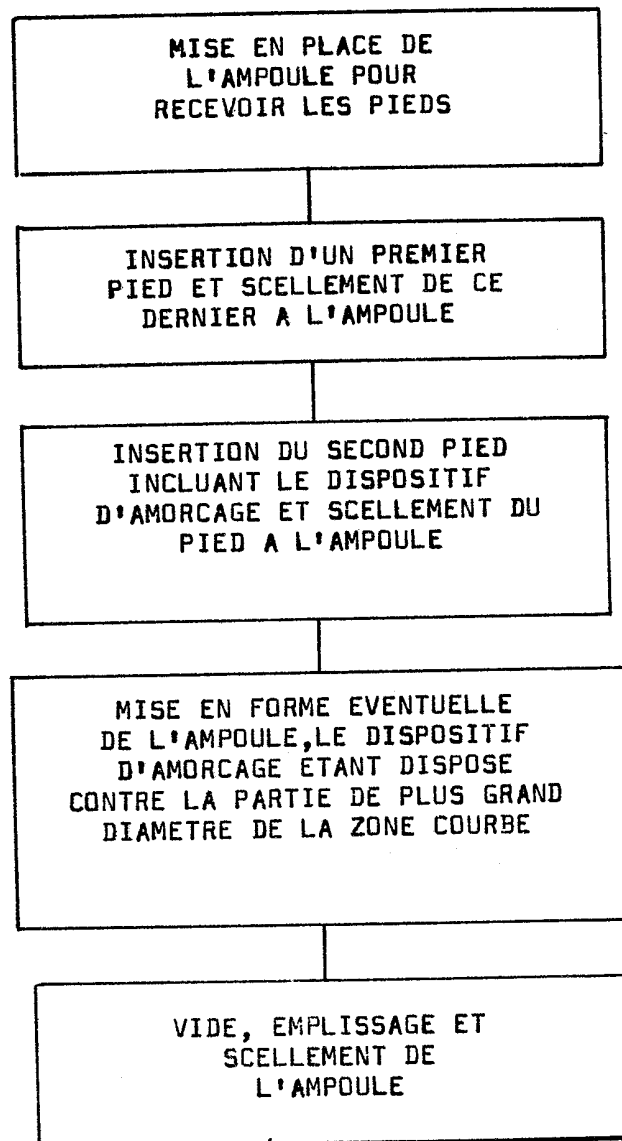 MISE EN PLACE DE
L'AMPOULE POUR
RECEVOIR LES PIEDS
INSERTION D'UN PREMIER
PIED ET SCELLEMENT DE CE
DERNIER A L'AMPOULE
INSERTION DU SECOND PIED
INCLUANT LE DISPOSITIF
D'AMORCAGE ET SCELLEMENT DU
PIED A L'AMPOULE
MISE EN FORME EVENTUELLE
DE L'AMPOULE,LE DISPOSITIF
D'AMORCAGE ETANT DISPOSE
CONTRE LA PARTIE DE PLUS GRAND
DIAMETRE DE LA ZONE COURBE
VIDE, EMPLISSAGE ET
SCELLEMENT DE
L'AMPOULE